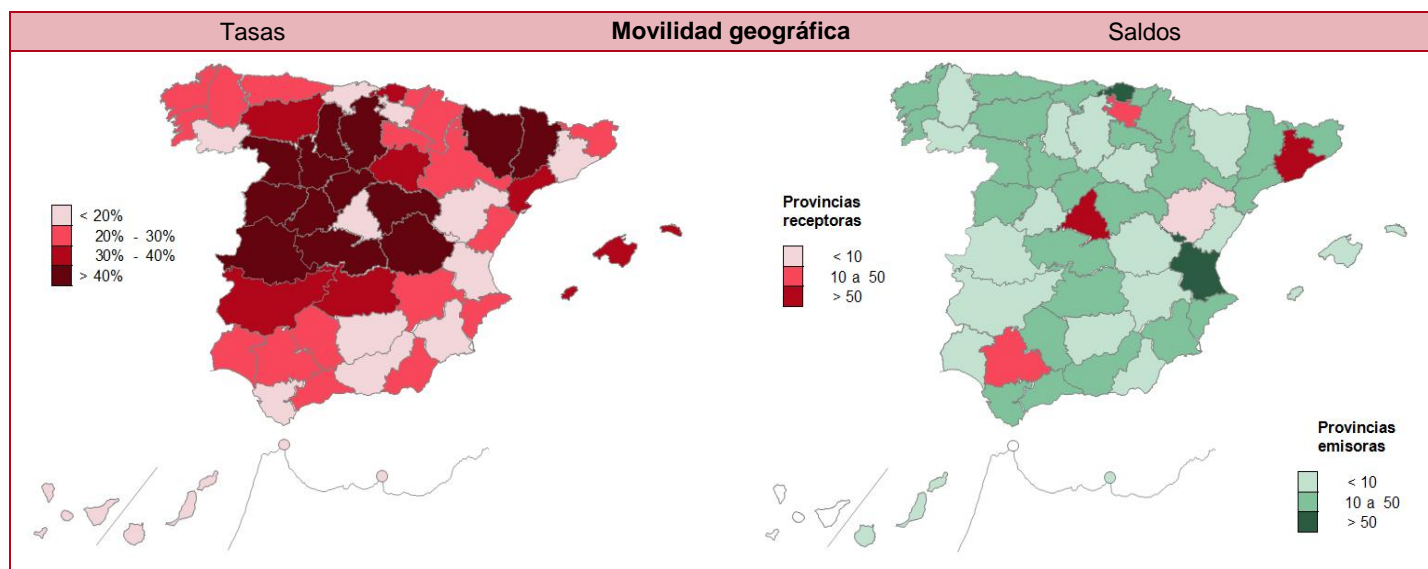 Tasas Movilidad geográfica Saldos
< 20%
20% - 30%
30% - 40%
> 40%
Provincias
receptoras
< 10
10 a 50
> 50
Provincias
emisoras
< 10
10 a 50
> 50